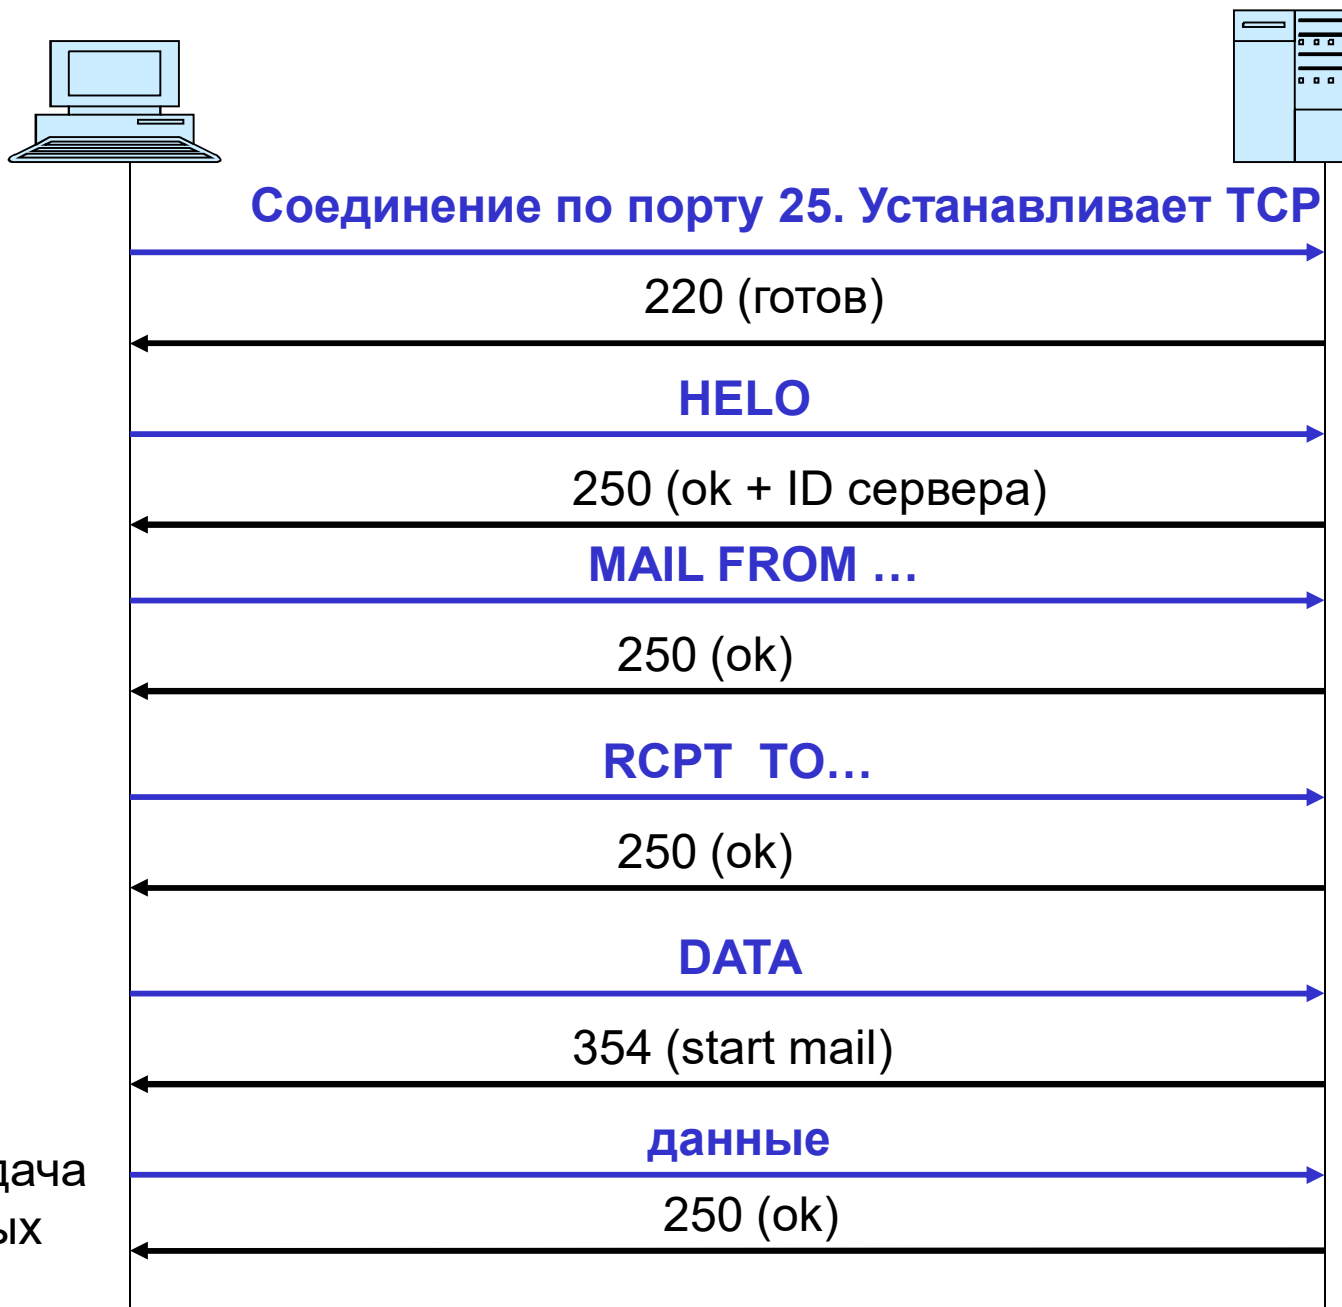 Соединение по порту 25. Устанавливает TCP
220 (готов)
HELO
250 (ok + ID сервера)
MAIL FROM …
250 (ok)
RCPT TO…
250 (ok)
DATA
354 (start mail)
данные
дача
250 (ok)
ых